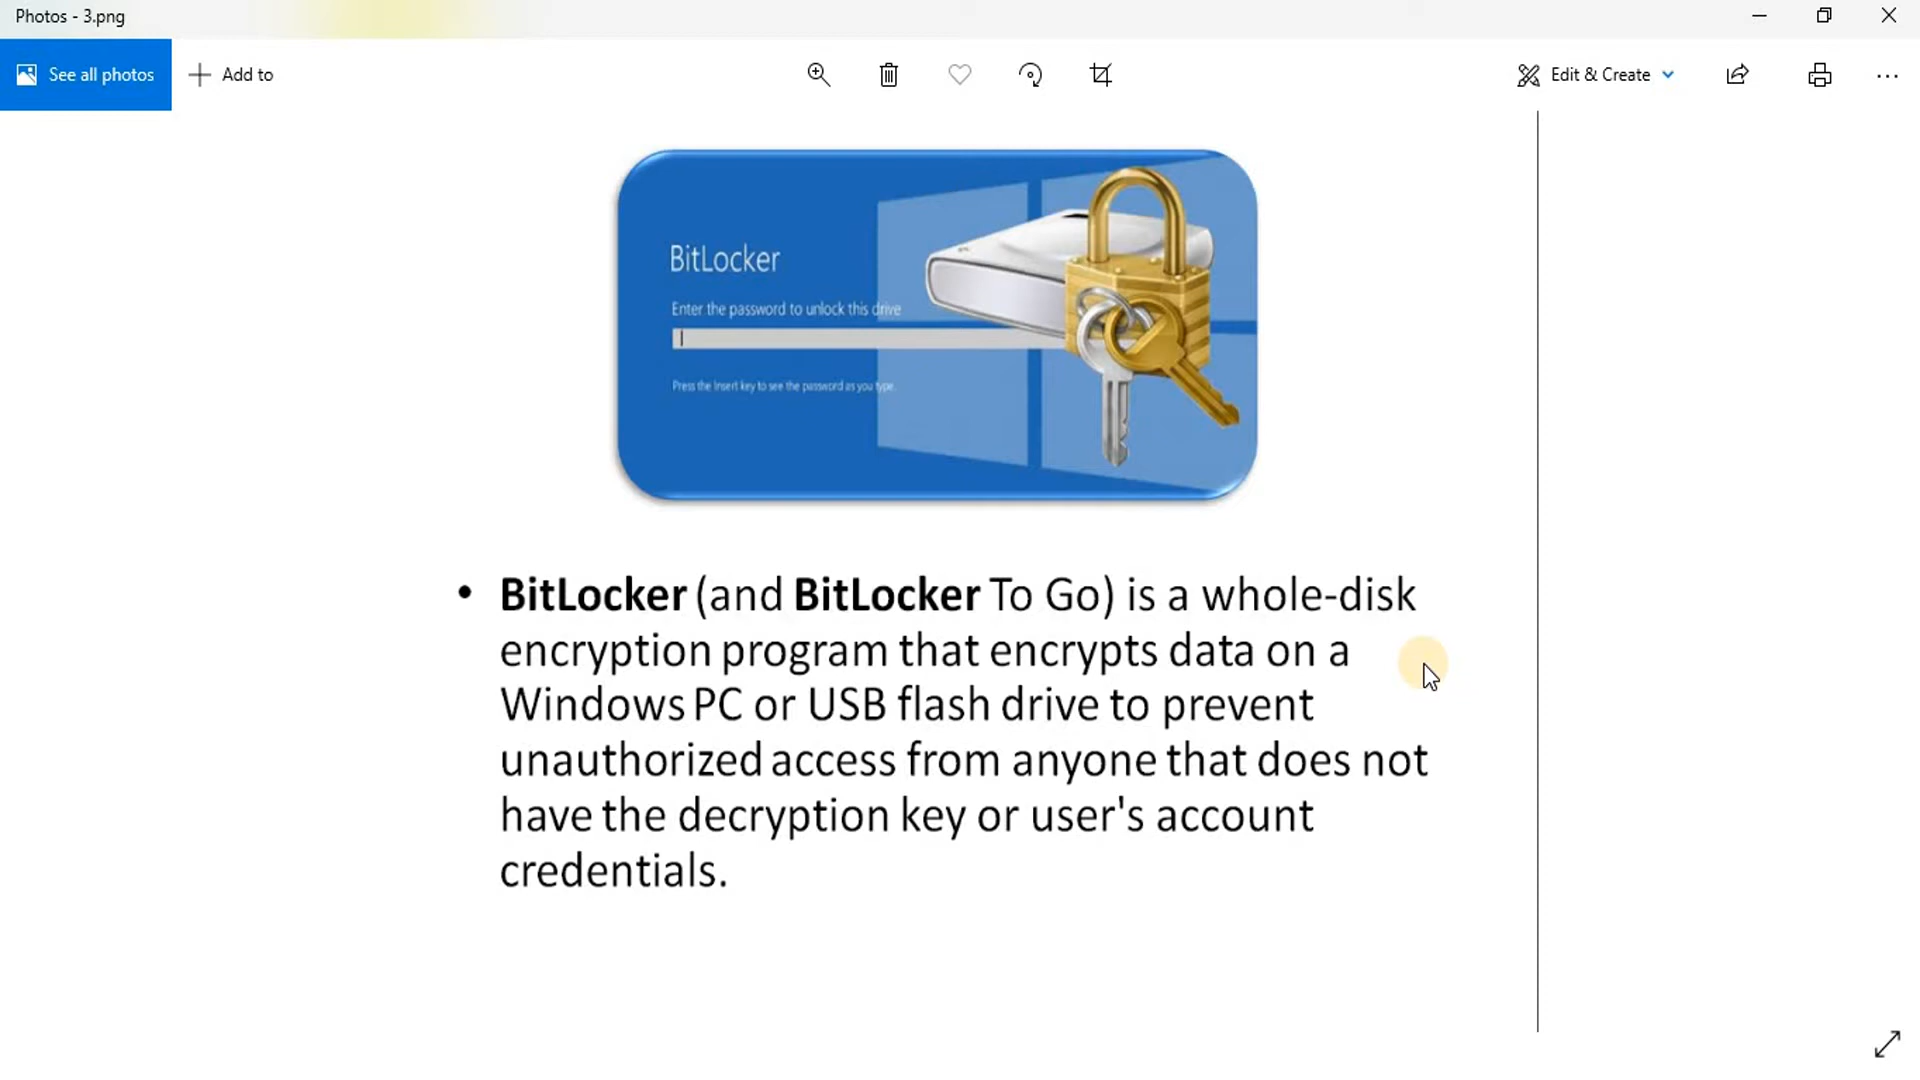 Photos - 3.png
See all photos
Add to
Edit & Create
BitLocker
Enter the password to unlock this drive
Press the Insert key to see the password as you type.
• BitLocker (and BitLocker To Go) is a whole-disk
encryption program that encrypts data on a
Windows PC or USB flash drive to prevent
unauthorized access from anyone that does not
have the decryption key or user's account
credentials.